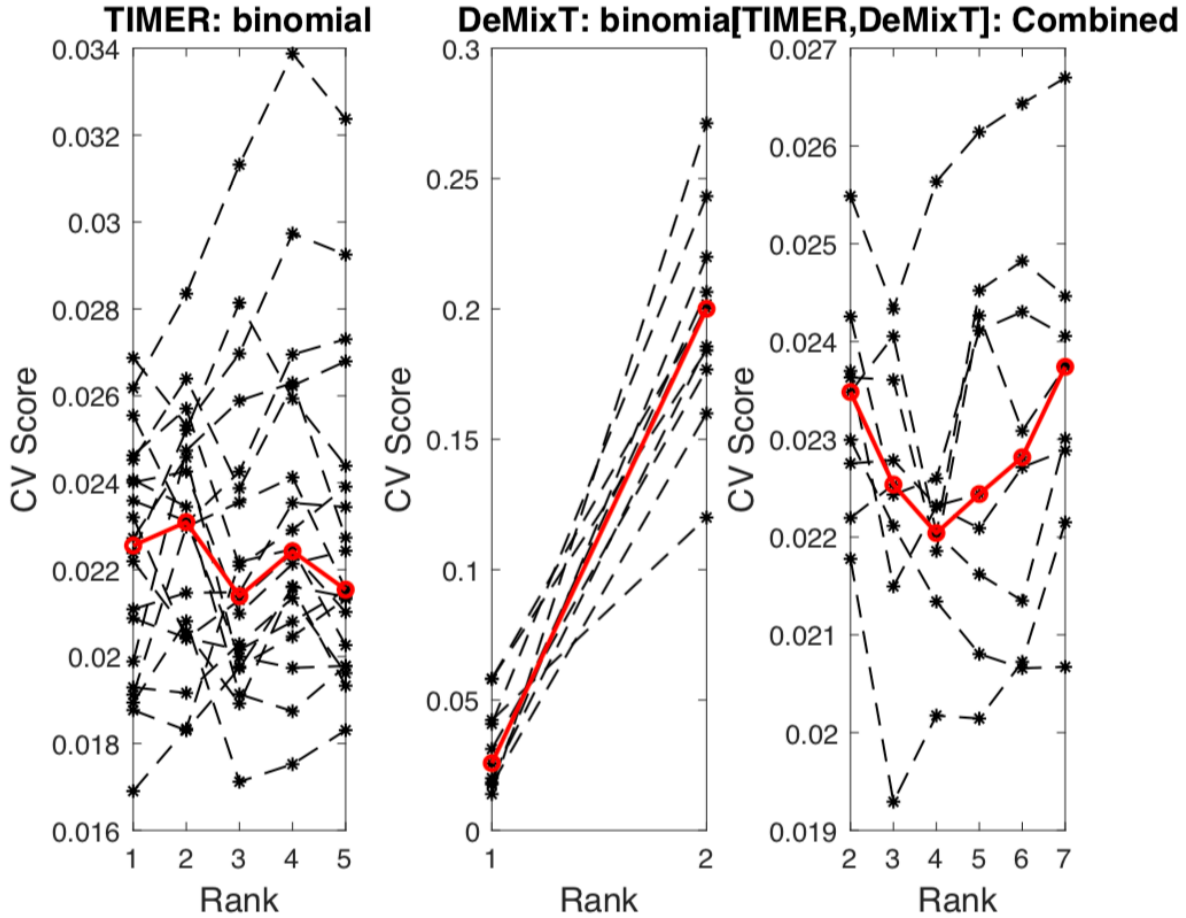 TIMER: binomial
CV Score
0.034
0.032
0.03
0.028
0.026
0.024
0.022
0.02
0.018
0.016
1 2 3 4 5
Rank
DeMixT: binomia
CV Score
0.3
0.25
0.2
0.15
0.1
0.05
0
1 2
Rank
[TIMER,DeMixT]: Combined
CV Score
0.027
0.026
0.025
0.024
0.023
0.022
0.021
0.02
0.019
2 3 4 5 6 7
Rank